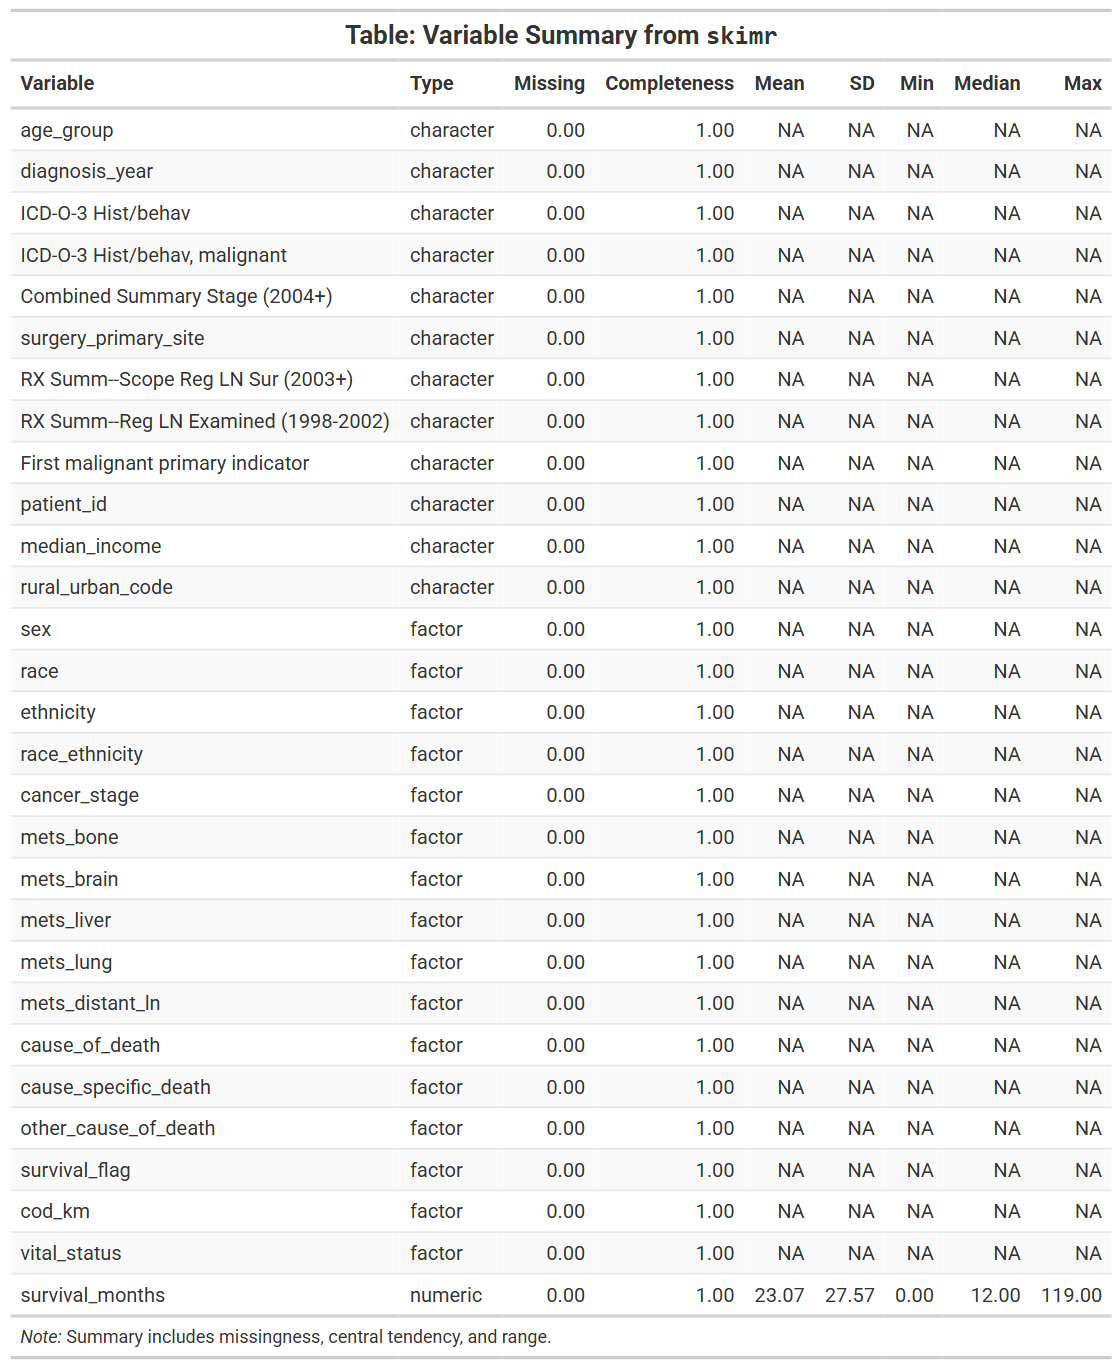 Table: Variable Summary from skimr
Variable Type Missing Completeness Mean SD Min Median Max
age_group character 0.00 1.00 NA NA NA NA NA
diagnosis_year character 0.00 1.00 NA NA NA NA NA
ICD-O-3 Hist/behav character 0.00 1.00 NA NA NA NA NA
ICD-O-3 Hist/behav, malignant character 0.00 1.00 NA NA NA NA NA
Combined Summary Stage (2004+) character 0.00 1.00 NA NA NA NA NA
surgery_primary_site character 0.00 1.00 NA NA NA NA NA
RX Summ--Scope Reg LN Sur (2003+) character 0.00 1.00 NA NA NA NA NA
RX Summ--Reg LN Examined (1998-2002) character 0.00 1.00 NA NA NA NA NA
First malignant primary indicator character 0.00 1.00 NA NA NA NA NA
patient_id character 0.00 1.00 NA NA NA NA NA
median_income character 0.00 1.00 NA NA NA NA NA
rural_urban_code character 0.00 1.00 NA NA NA NA NA
sex factor 0.00 1.00 NA NA NA NA NA
race factor 0.00 1.00 NA NA NA NA NA
ethnicity factor 0.00 1.00 NA NA NA NA NA
race_ethnicity factor 0.00 1.00 NA NA NA NA NA
cancer_stage factor 0.00 1.00 NA NA NA NA NA
mets_bone factor 0.00 1.00 NA NA NA NA NA
mets_brain factor 0.00 1.00 NA NA NA NA NA
mets_liver factor 0.00 1.00 NA NA NA NA NA
mets_lung factor 0.00 1.00 NA NA NA NA NA
mets_distant_ln factor 0.00 1.00 NA NA NA NA NA
cause_of_death factor 0.00 1.00 NA NA NA NA NA
cause_specific_death factor 0.00 1.00 NA NA NA NA NA
other_cause_of_death factor 0.00 1.00 NA NA NA NA NA
survival_flag factor 0.00 1.00 NA NA NA NA NA
cod_km factor 0.00 1.00 NA NA NA NA NA
vital_status factor 0.00 1.00 NA NA NA NA NA
survival_months numeric 0.00 1.00 23.07 27.57 0.00 12.00 119.00
Note: Summary includes missingness, central tendency, and range.